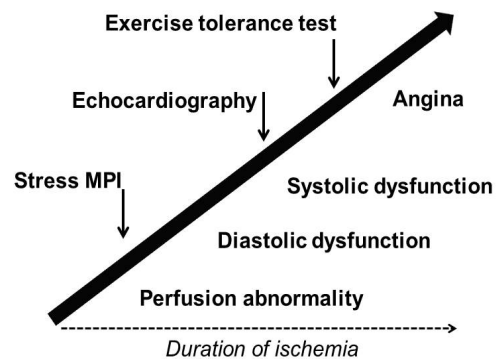 Exercise tolerance test
Echocardiography
Angina
Stress MPI
Systolic dysfunction
Diastolic dysfunction
Perfusion abnormality
Duration of ischemia